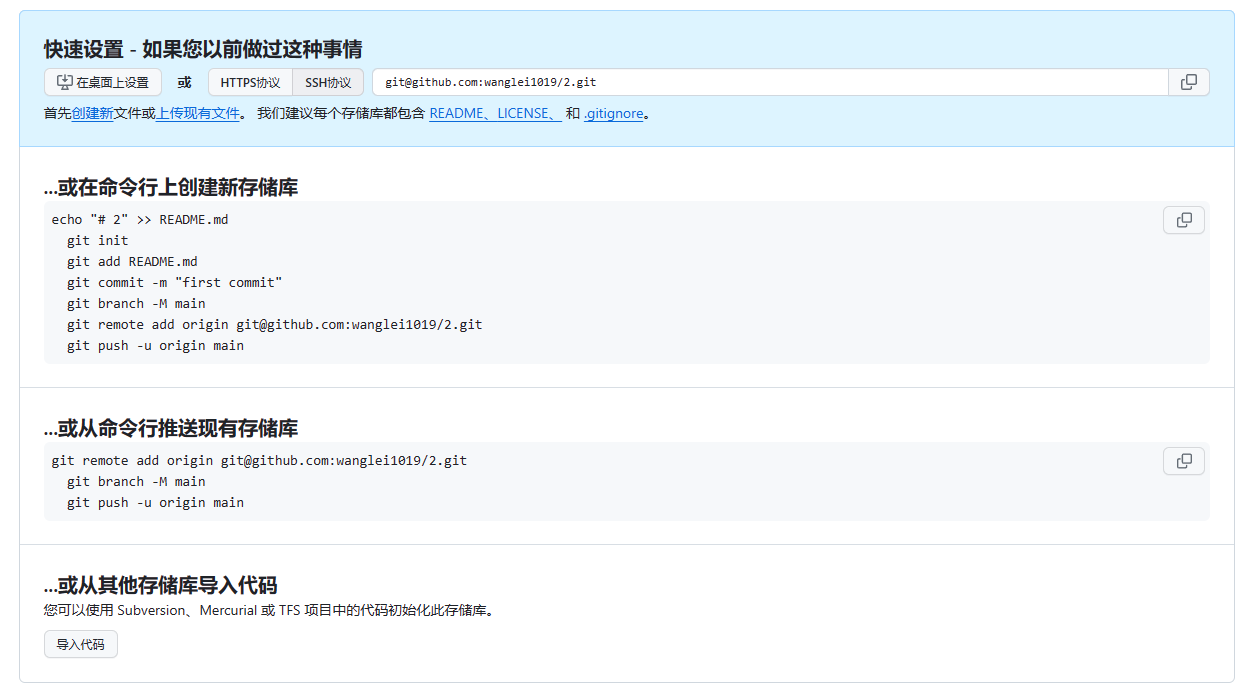 快速设置 - 如果您以前做过这种事情
在桌面上设置 或 HTTPS协议 SSH协议 git@github.com:wanglei1019/2.git
首先创建新文件或上传现有文件。 我们建议每个存储库都包含 README、LICENSE、 和 .gitignore。
...或在命令行上创建新存储库
echo "# 2" >> README.md
git init
git add README.md
git commit -m "first commit"
git branch -M main
git remote add origin git@github.com:wanglei1019/2.git
git push -u origin main
...或从命令行推送现有存储库
git remote add origin git@github.com:wanglei1019/2.git
git branch -M main
git push -u origin main
...或从其他存储库导入代码
您可以使用 Subversion、Mercurial 或 TFS 项目中的代码初始化此存储库。
导入代码